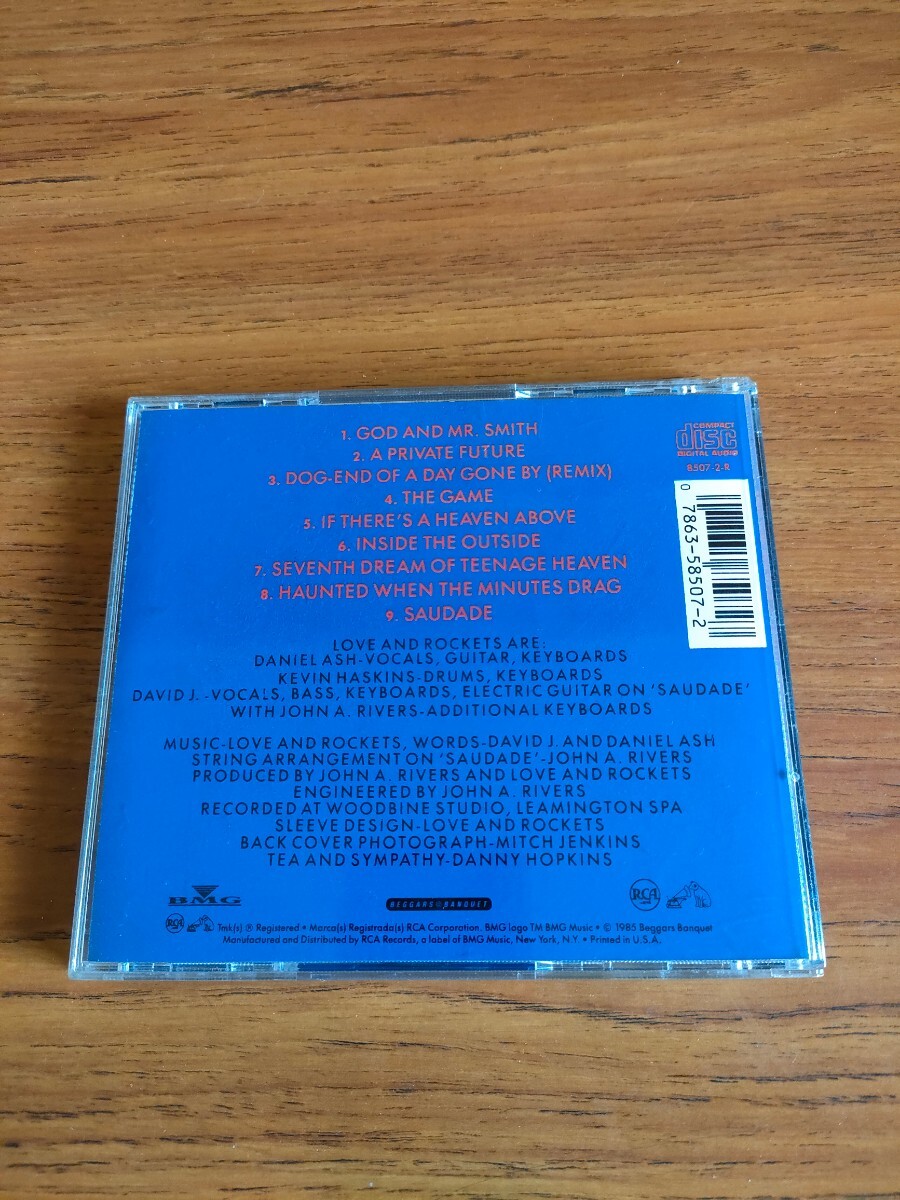 1. GOD AND MR. SMITH
2. A PRIVATE FUTURE
3. DOG-END OF A DAY GONE BY (REMIX)
4. THE GAME
5. IF THERE'S A HEAVEN ABOVE
6. INSIDE THE OUTSIDE
7. SEVENTH DREAM OF TEENAGE HEAVEN
8. HAUNTED WHEN THE MINUTES DRAG
9. SAUDADE
COMPACT
disc
DIGITAL AUDIO
8507-2-R
0 7863-58507-2
LOVE AND ROCKETS ARE:
DANIEL ASH-VOCALS, GUITAR, KEYBOARDS
KEVIN HASKINS-DRUMS, KEYBOARDS
DAVID J. -VOCALS, BASS, KEYBOARDS, ELECTRIC GUITAR ON 'SAUDADE'
WITH JOHN A. RIVERS-ADDITIONAL KEYBOARDS
MUSIC-LOVE AND ROCKETS, WORDS-DAVID J. AND DANIEL ASH
STRING ARRANGEMENT ON 'SAUDADE'-JOHN A. RIVERS
PRODUCED BY JOHN A. RIVERS AND LOVE AND ROCKETS
ENGINEERED BY JOHN A. RIVERS
RECORDED AT WOODBINE STUDIO, LEAMINGTON SPA
SLEEVE DESIGN-LOVE AND ROCKETS
BACK COVER PHOTOGRAPH-MITCH JENKINS
TEA AND SYMPATHY-DANNY HOPKINS
BMG
BEGGARS BANQUET
RCA
RCA
Tmk(s) ® Registered • Marca(s) Registrada(s) RCA Corporation. BMG logo TM BMG Music • © 1985 Beggars Banquet
Manufactured and Distributed by RCA Records, a label of BMG Music, New York, N.Y. • Printed in U.S.A.